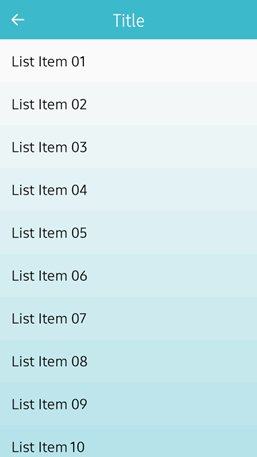 Title
List Item 01
List Item 02
List Item 03
List Item 04
List Item 05
List Item 06
List Item 07
List Item 08
List Item 09
List Item 10